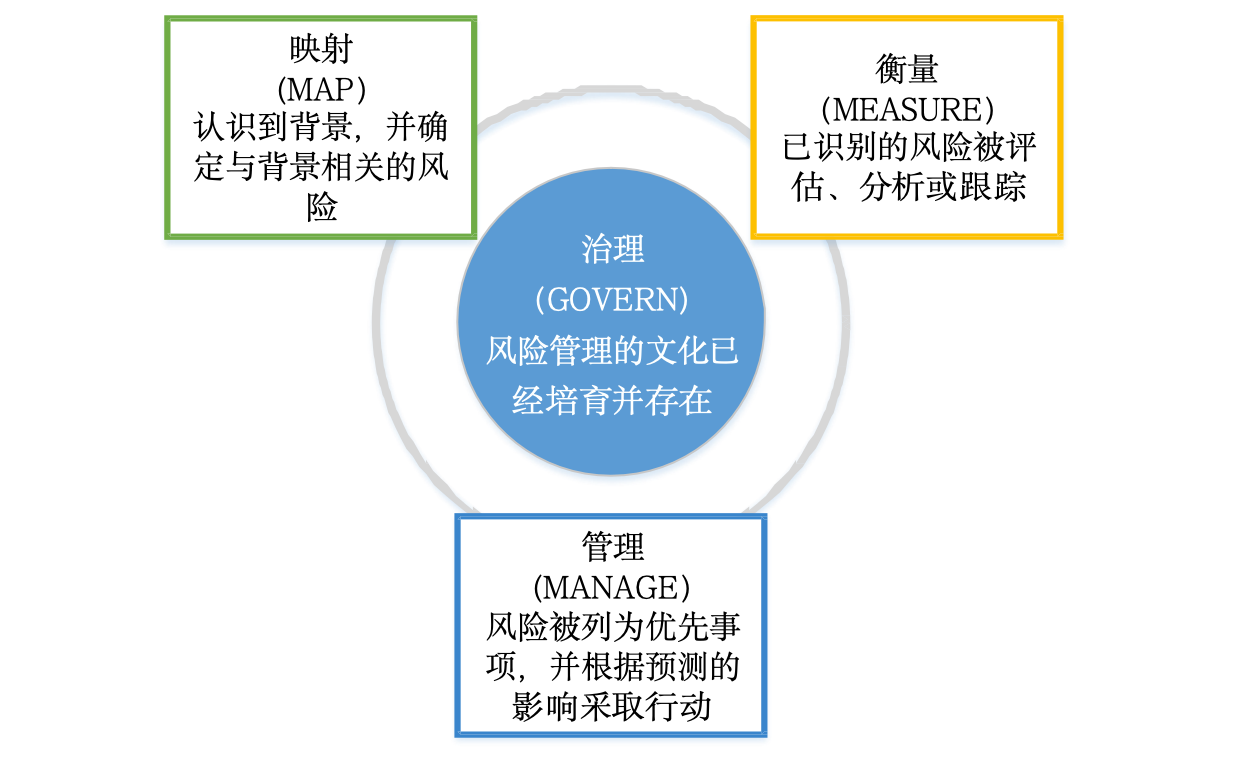 映射
(MAP)
认识到背景，并确
定与背景相关的风
险
衡量
(MEASURE)
已识别的风险被评
估、分析或跟踪
治理
(GOVERN)
风险管理的文化已
经培育并存在
管理
(MANAGE)
风险被列为优先事
项，并根据预测的
影响采取行动